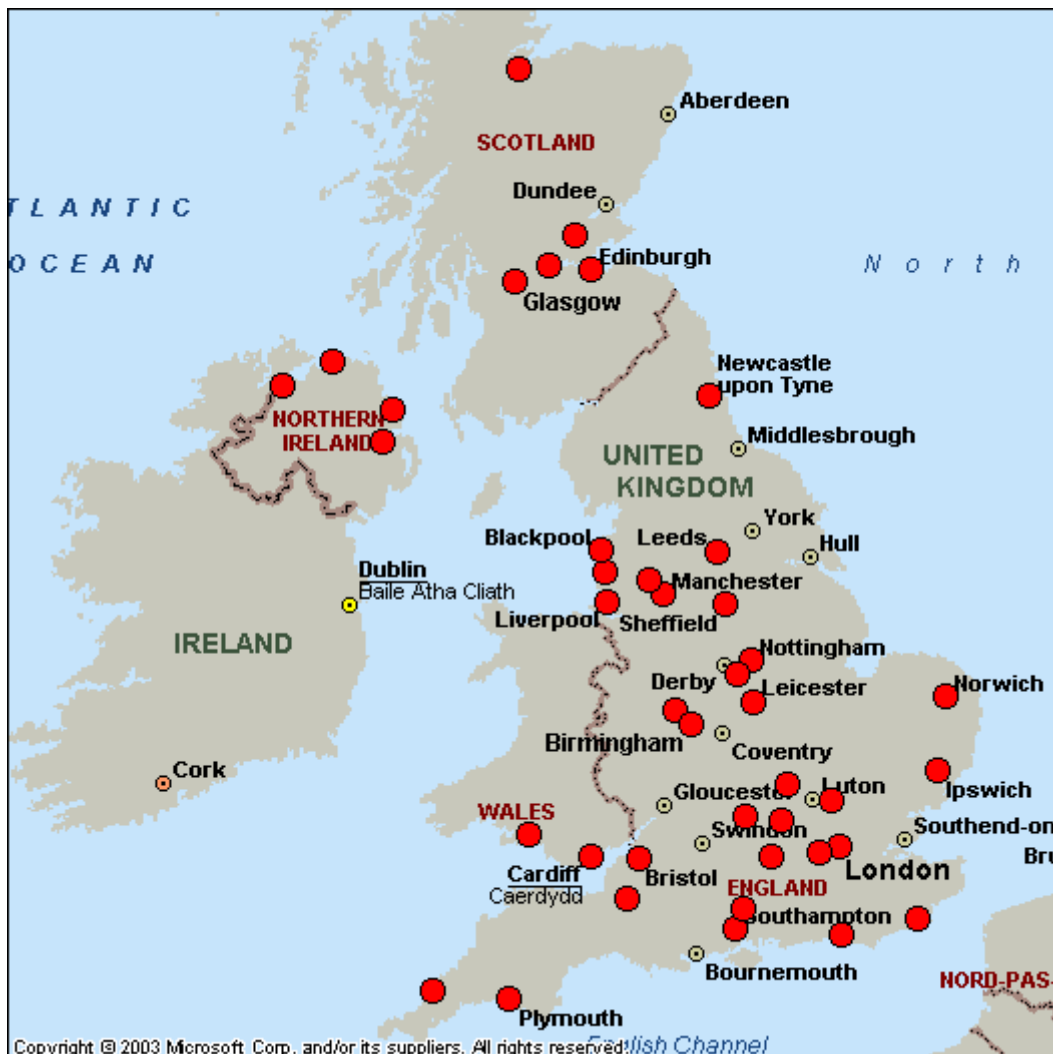 Aberdeen
SCOTLAND
Dundee
TLANTIC
OCEAN
Edinburgh
North
Glasgow
Newcastle
upon Tyne
NORTHERN
IRELAND
Middlesbrough
UNITED
KINGDOM
York
Blackpool
Leeds
Hull
Dublin
Baile Átha Cliath
Manchester
Liverpool
Sheffield
IRELAND
Nottingham
Derby
Leicester
Norwich
Birmingham
Coventry
Cork
Gloucester
Luton
Ipswich
WALES
Swindon
Southend-on
Bru
Cardiff
Caerdydd
Bristol
London
ENGLAND
Southampton
Bournemouth
NORD-PAS-
Plymouth
English Channel
Copyright © 2003 Microsoft Corp. and/or its suppliers. All rights reserved.